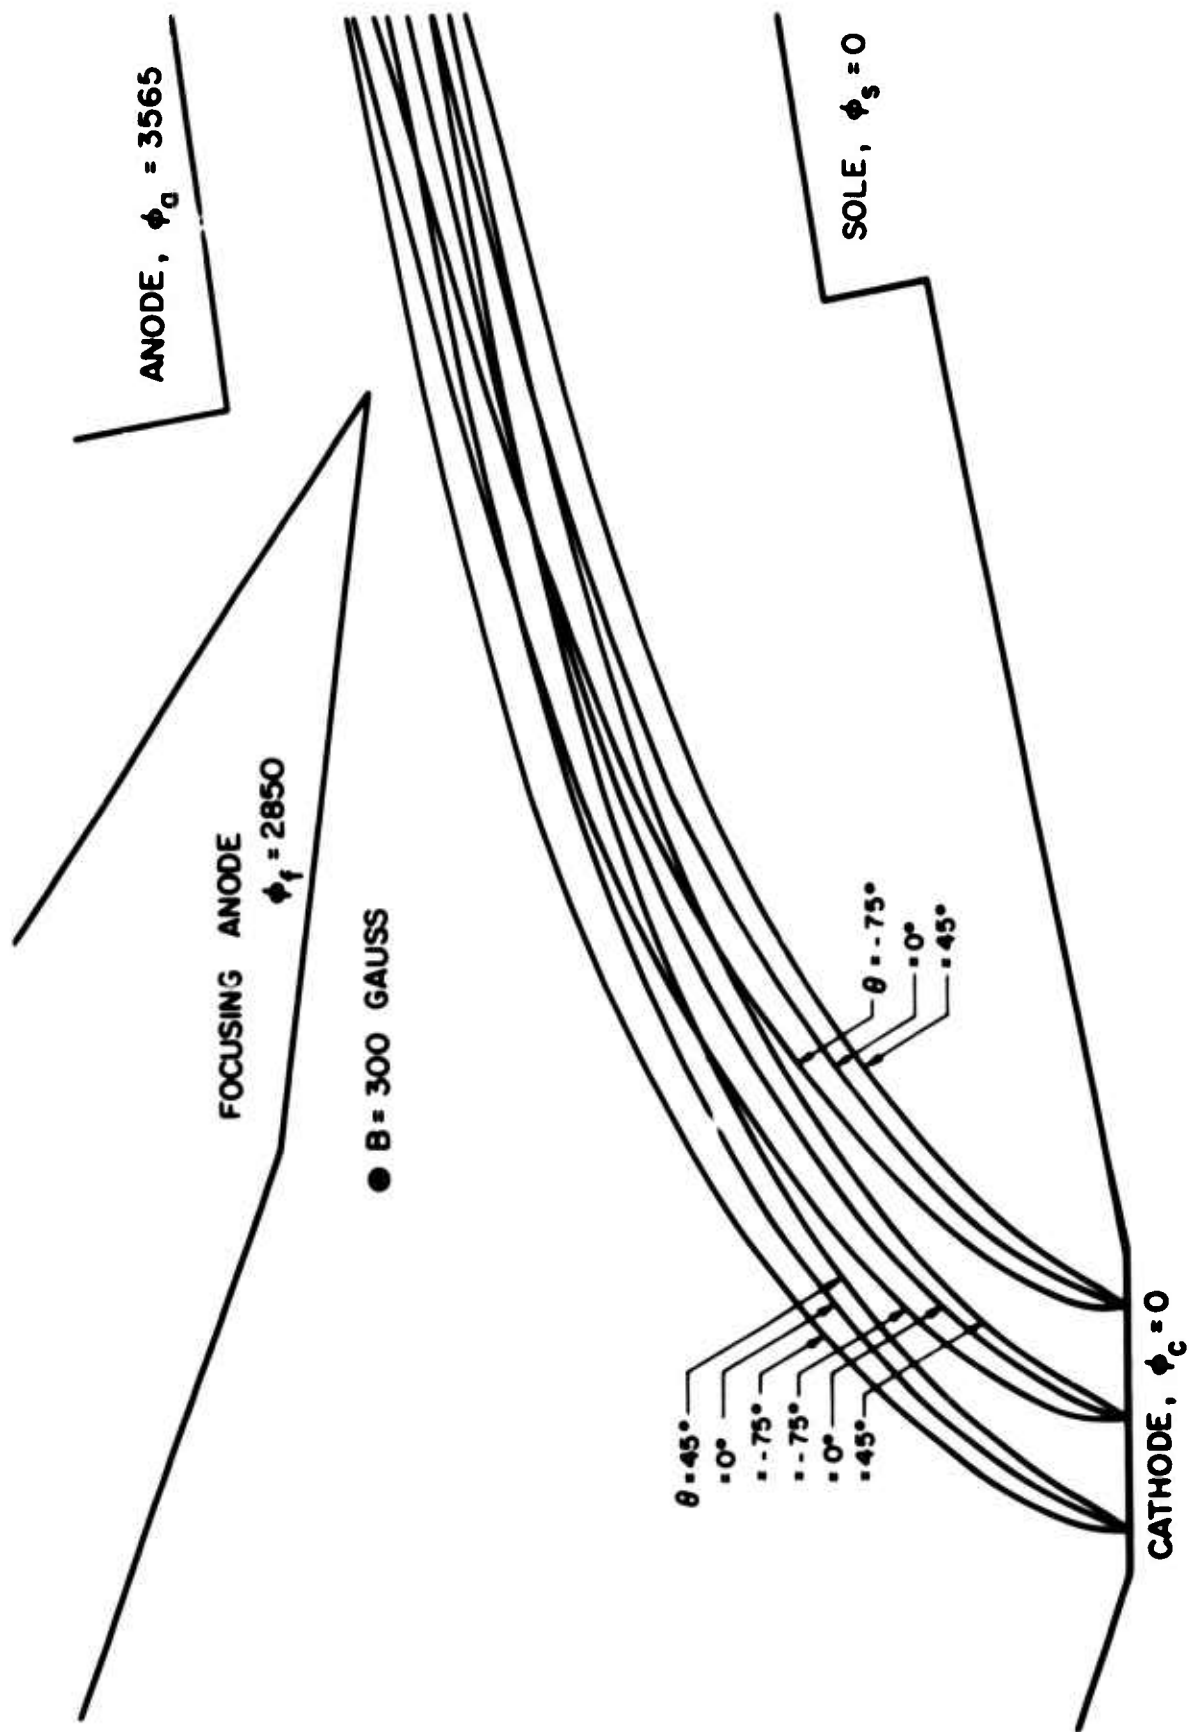 ANODE, ϕa = 3565
FOCUSING ANODE
ϕf = 2850
● B = 300 GAUSS
SOLE, ϕs = 0
θ = -75°
= 0°
= 45°
θ = 45°
= 0°
= -75°
= -75°
= 0°
= 45°
CATHODE, ϕc = 0